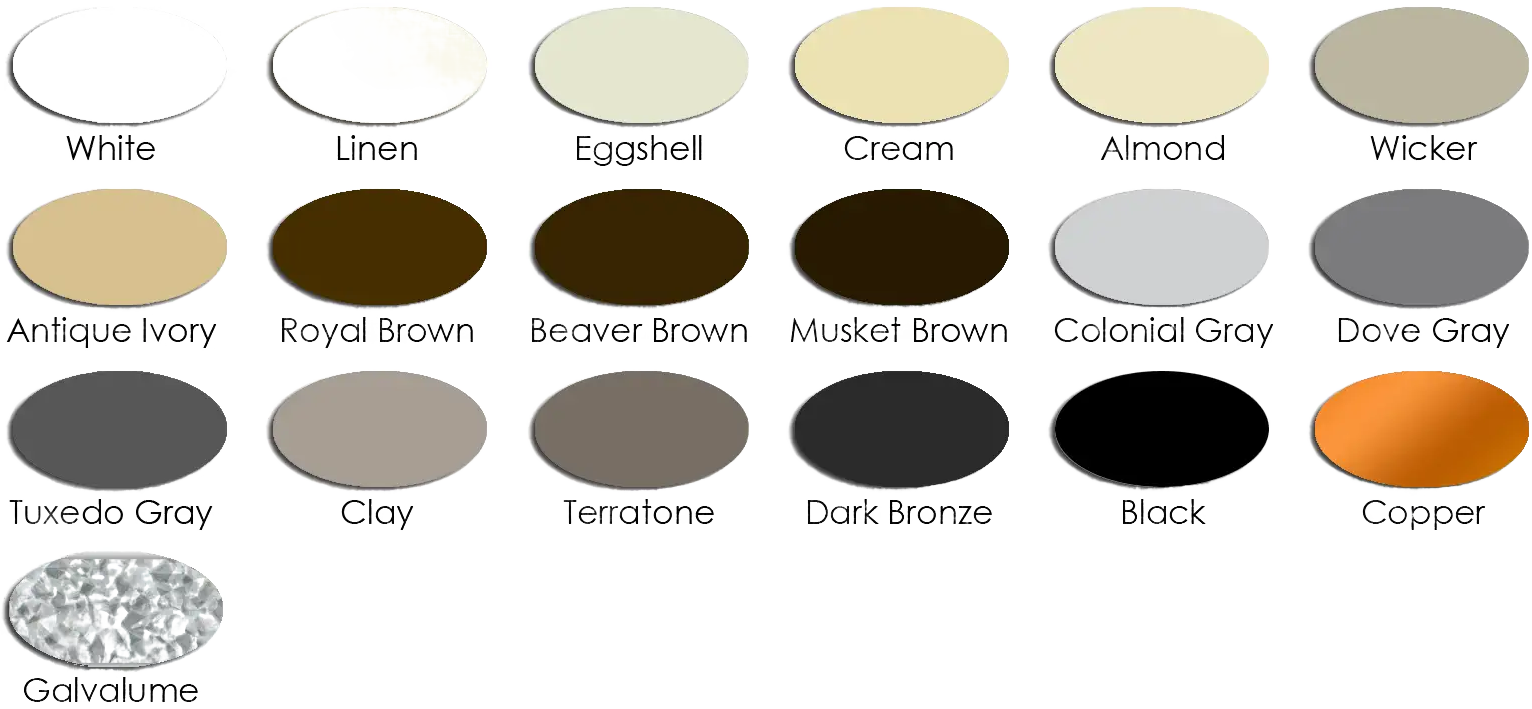 White
Linen
Eggshell
Cream
Almond
Wicker
Antique Ivory
Royal Brown
Beaver Brown
Musket Brown
Colonial Gray
Dove Gray
Tuxedo Gray
Clay
Terratone
Dark Bronze
Black
Copper
Galvalume